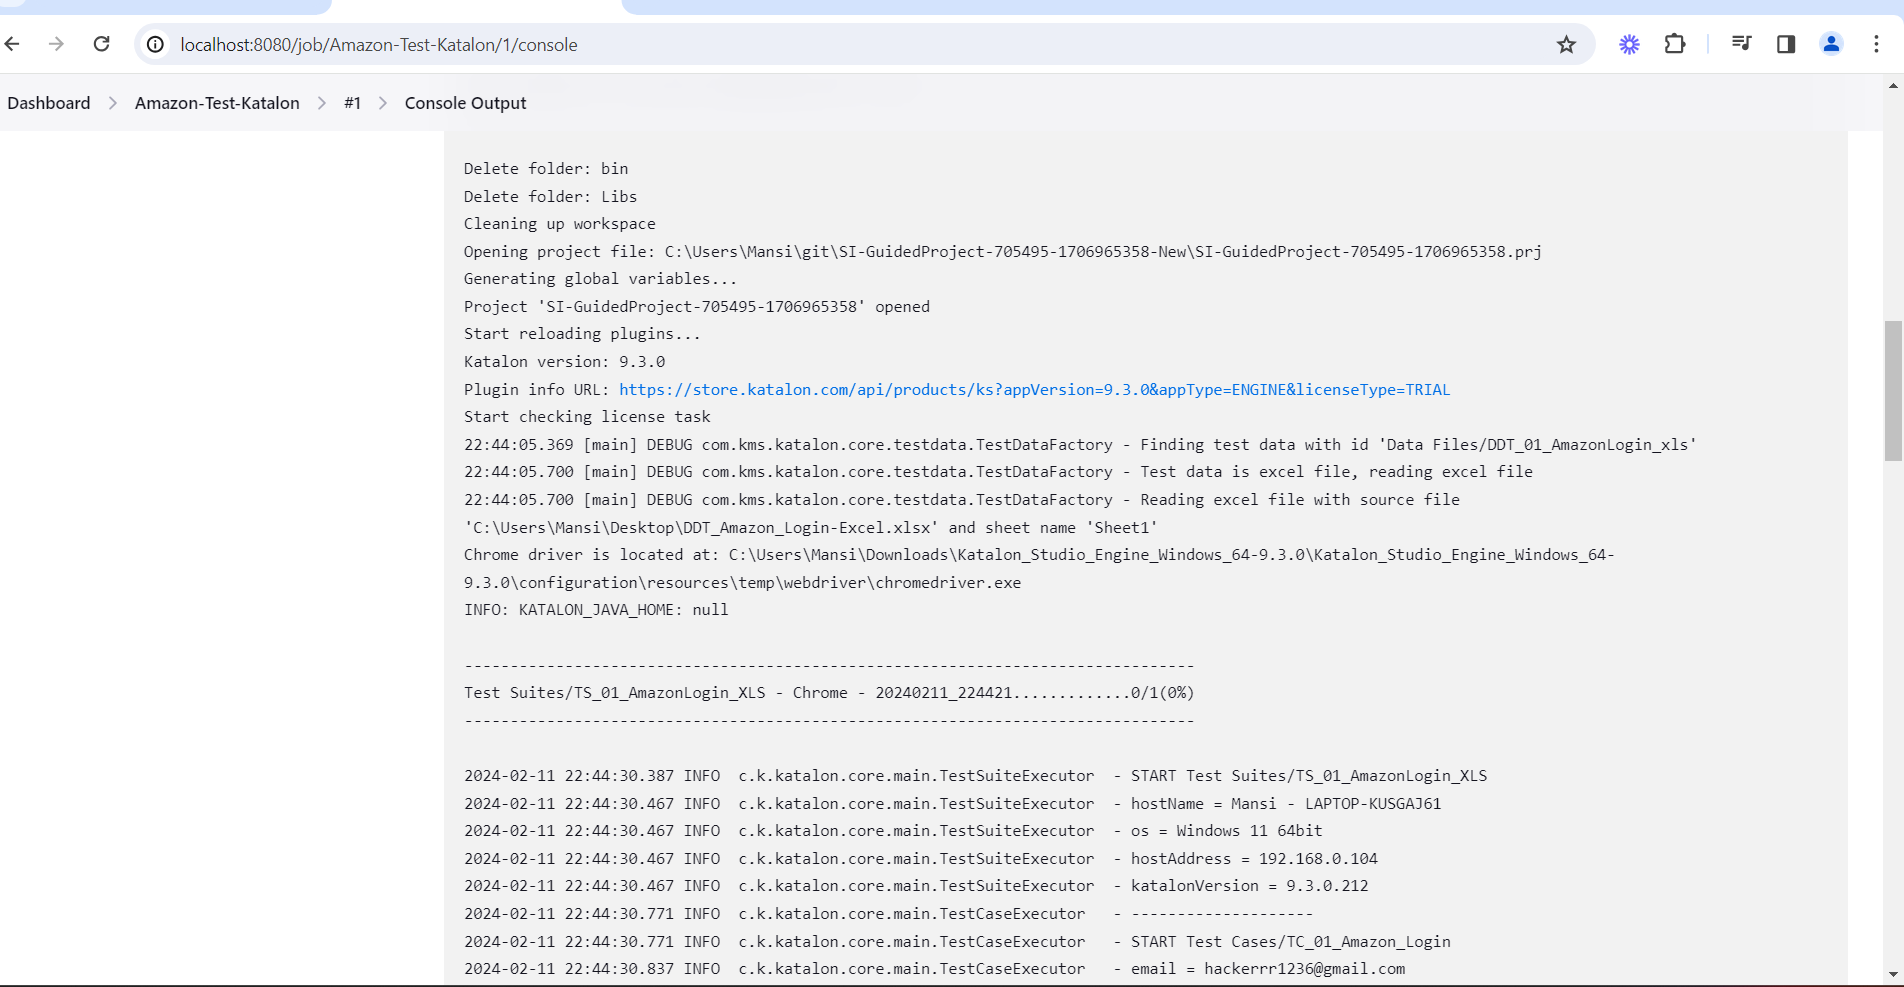 localhost:8080/job/Amazon-Test-Katalon/1/console
Dashboard > Amazon-Test-Katalon > #1 > Console Output
Delete folder: bin
Delete folder: Libs
Cleaning up workspace
Opening project file: C:\Users\Mansi\git\SI-GuidedProject-705495-1706965358-New\SI-GuidedProject-705495-1706965358.prj
Generating global variables...
Project 'SI-GuidedProject-705495-1706965358' opened
Start reloading plugins...
Katalon version: 9.3.0
Plugin info URL: https://store.katalon.com/api/products/ks?appVersion=9.3.0&appType=ENGINE&licenseType=TRIAL
Start checking license task
22:44:05.369 [main] DEBUG com.kms.katalon.core.testdata.TestDataFactory - Finding test data with id 'Data Files/DDT_01_AmazonLogin_xls'
22:44:05.700 [main] DEBUG com.kms.katalon.core.testdata.TestDataFactory - Test data is excel file, reading excel file
22:44:05.700 [main] DEBUG com.kms.katalon.core.testdata.TestDataFactory - Reading excel file with source file
'C:\Users\Mansi\Desktop\DDT_Amazon_Login-Excel.xlsx' and sheet name 'Sheet1'
Chrome driver is located at: C:\Users\Mansi\Downloads\Katalon_Studio_Engine_Windows_64-9.3.0\Katalon_Studio_Engine_Windows_64-
9.3.0\configuration\resources\temp\webdriver\chromedriver.exe
INFO: KATALON_JAVA_HOME: null
--------------------------------------------------------------------------------
Test Suites/TS_01_AmazonLogin_XLS - Chrome - 20240211_224421.............0/1(0%)
--------------------------------------------------------------------------------
2024-02-11 22:44:30.387 INFO  c.k.katalon.core.main.TestSuiteExecutor  - START Test Suites/TS_01_AmazonLogin_XLS
2024-02-11 22:44:30.467 INFO  c.k.katalon.core.main.TestSuiteExecutor  - hostName = Mansi - LAPTOP-KUSGAJ61
2024-02-11 22:44:30.467 INFO  c.k.katalon.core.main.TestSuiteExecutor  - os = Windows 11 64bit
2024-02-11 22:44:30.467 INFO  c.k.katalon.core.main.TestSuiteExecutor  - hostAddress = 192.168.0.104
2024-02-11 22:44:30.467 INFO  c.k.katalon.core.main.TestSuiteExecutor  - katalonVersion = 9.3.0.212
2024-02-11 22:44:30.771 INFO  c.k.katalon.core.main.TestCaseExecutor   - --------------------
2024-02-11 22:44:30.771 INFO  c.k.katalon.core.main.TestCaseExecutor   - START Test Cases/TC_01_Amazon_Login
2024-02-11 22:44:30.837 INFO  c.k.katalon.core.main.TestCaseExecutor   - email = hackerrr1236@gmail.com